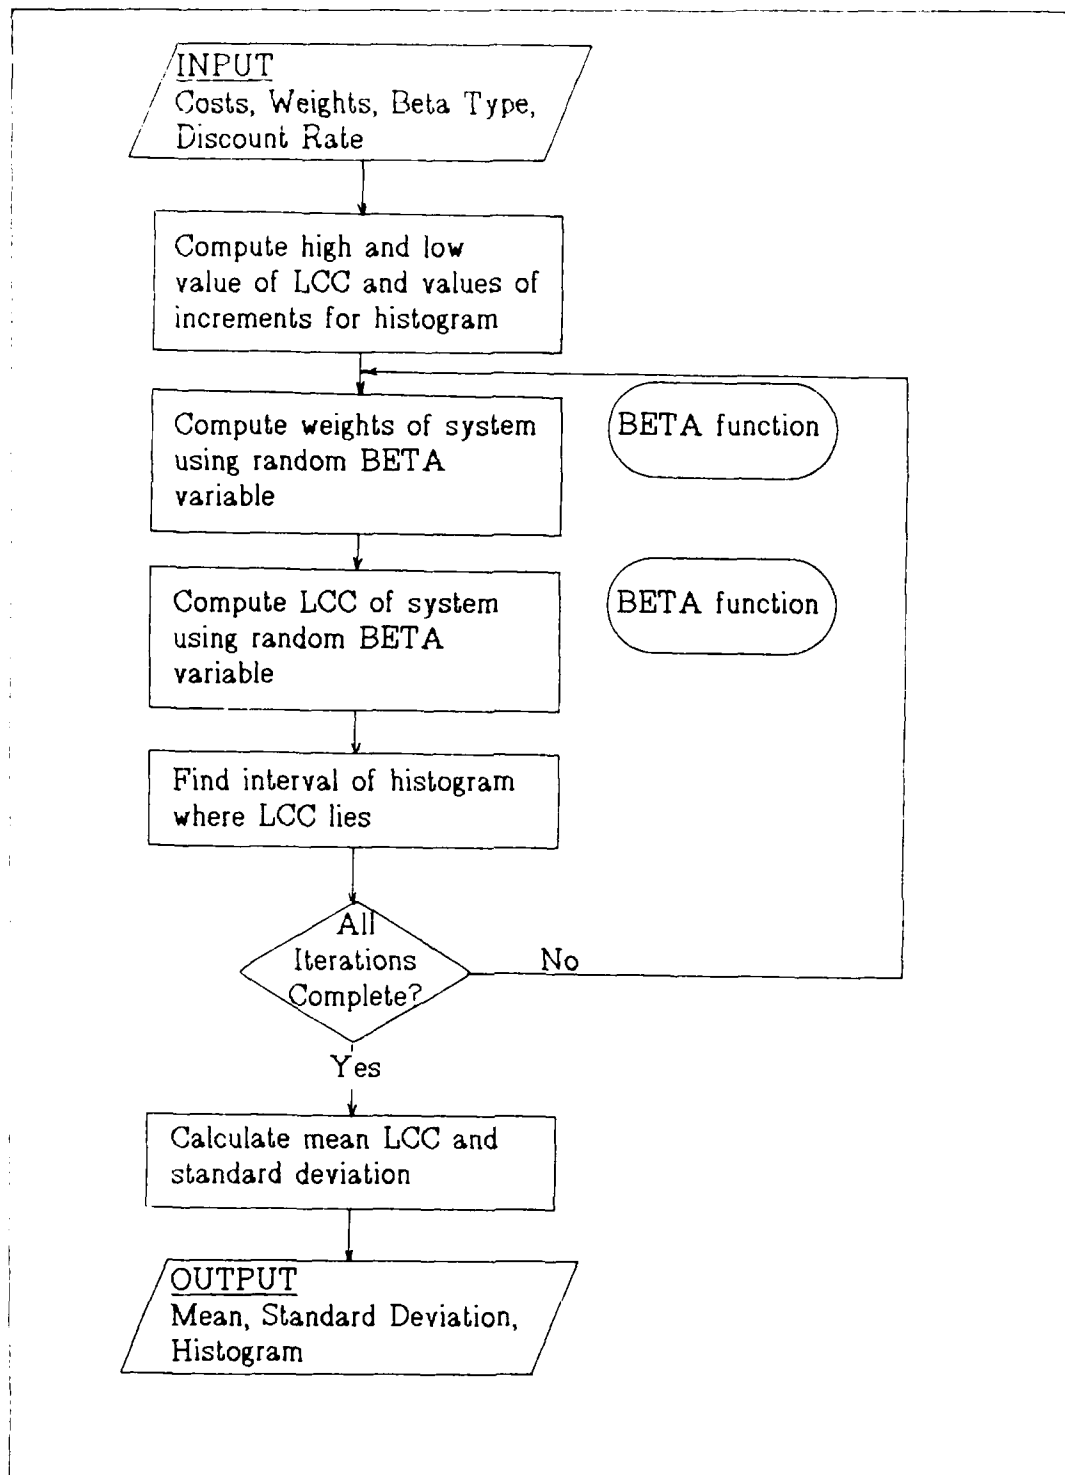 INPUT
Costs, Weights, Beta Type,
Discount Rate
Compute high and low
value of LCC and values of
increments for histogram
Compute weights of system
using random BETA
variable
BETA function
Compute LCC of system
using random BETA
variable
BETA function
Find interval of histogram
where LCC lies
All
Iterations
Complete?
No
Yes
Calculate mean LCC and
standard deviation
OUTPUT
Mean, Standard Deviation,
Histogram